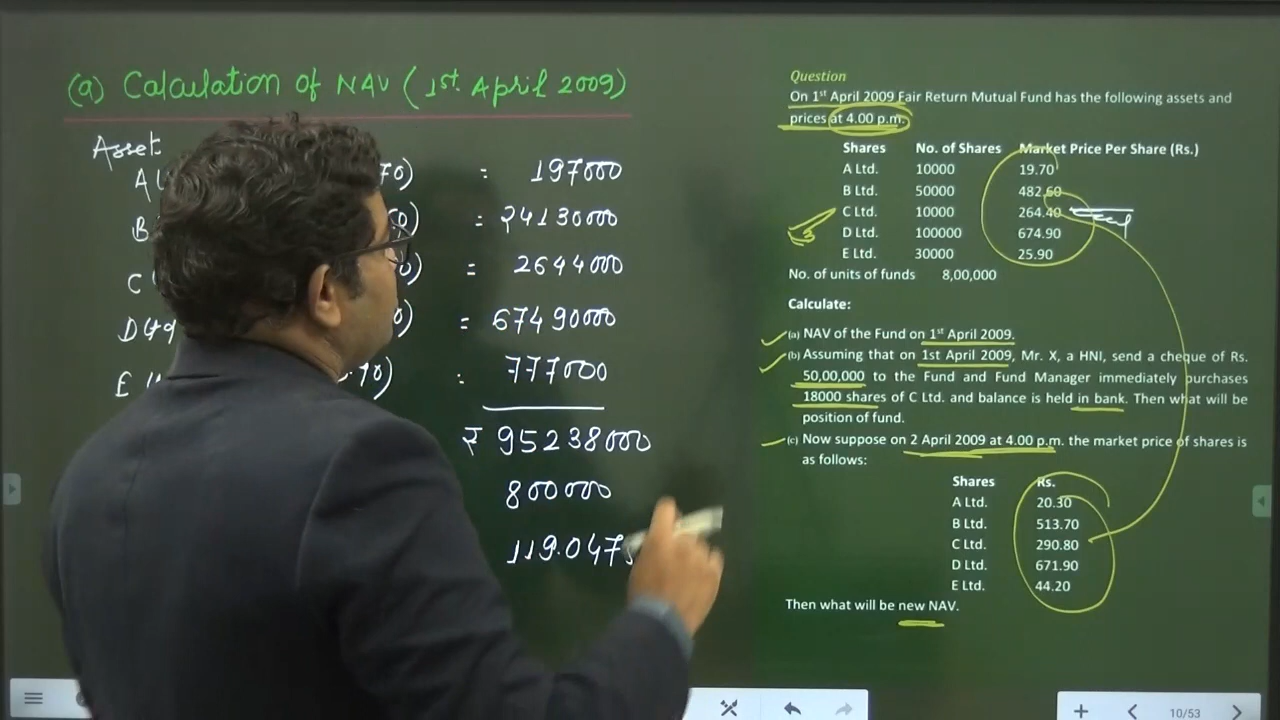 (a) Calculation of NAV (1st. April 2009)
Asset:
A 70) : 197000
B 0) = 24130000
C ( 0) = 2644000
D 0) = 67490000
E .90) : 777000
₹ 95238000
800000
119.047
Question
On 1st April 2009 Fair Return Mutual Fund has the following assets and
prices at 4.00 p.m.
Shares No. of Shares Market Price Per Share (Rs.)
A Ltd. 10000 19.70
B Ltd. 50000 482.60
C Ltd. 10000 264.40
D Ltd. 100000 674.90
E Ltd. 30000 25.90
No. of units of funds 8,00,000
Calculate:
(a) NAV of the Fund on 1st April 2009.
(b) Assuming that on 1st April 2009, Mr. X, a HNI, send a cheque of Rs.
50,00,000 to the Fund and Fund Manager immediately purchases
18000 shares of C Ltd. and balance is held in bank. Then what will be
position of fund.
(c) Now suppose on 2 April 2009 at 4.00 p.m. the market price of shares is
as follows:
Shares Rs.
A Ltd. 20.30
B Ltd. 513.70
C Ltd. 290.80
D Ltd. 671.90
E Ltd. 44.20
Then what will be new NAV.
10/53